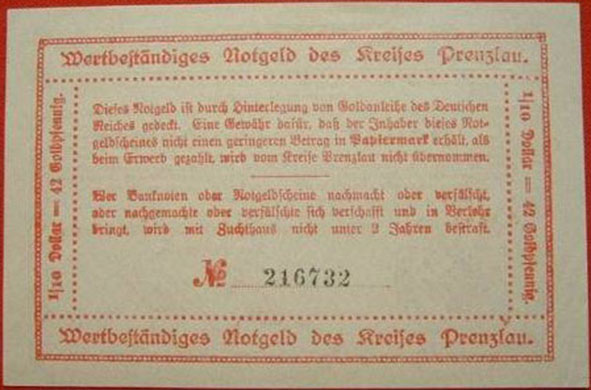 Wertbeständiges Notgeld des Kreises Prenzlau.
1/10 Dollar = 42 Goldpfennig.
Dieses Notgeld ist durch Hinterlegung von Goldanleihe des Deutschen
Reiches gedeckt. Eine Gewähr dafür, daß der Inhaber dieses Not-
geldscheines nicht einen geringeren Betrag in Papiermark erhält, als
beim Erwerb gezahlt, wird vom Kreise Prenzlau nicht übernommen.
Wer Banknoten oder Notgeldscheine nachmacht oder verfälscht,
oder nachgemachte oder verfälschte sich verschafft und in Verkehr
bringt, wird mit Zuchthaus nicht unter 2 Jahren bestraft.
№ 216732
1/10 Dollar = 42 Goldpfennig.
Wertbeständiges Notgeld des Kreises Prenzlau.